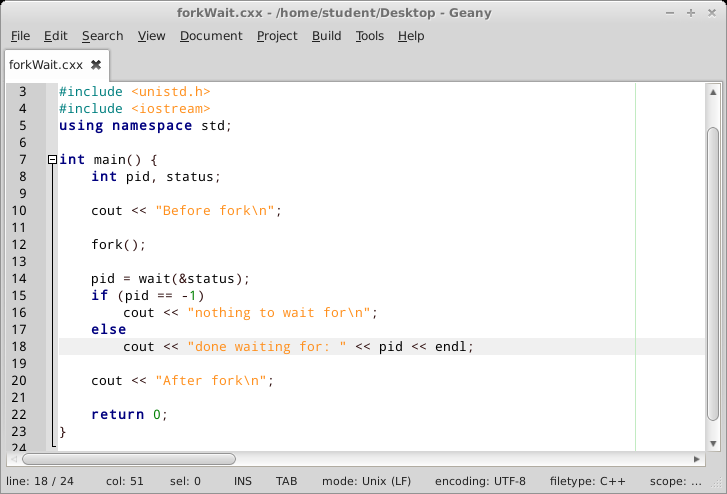 forkWait.cxx - /home/student/Desktop - Geany
File Edit Search View Document Project Build Tools Help
forkWait.cxx
3 #include <unistd.h>
4 #include <iostream>
5 using namespace std;
6
7 int main() {
8 int pid, status;
9
10 cout << "Before fork\n";
11
12 fork();
13
14 pid = wait(&status);
15 if (pid == -1)
16 cout << "nothing to wait for\n";
17 else
18 cout << "done waiting for: " << pid << endl;
19
20 cout << "After fork\n";
21
22 return 0;
23 }
24
line: 18 / 24 col: 51 sel: 0 INS TAB mode: Unix (LF) encoding: UTF-8 filetype: C++ scope: ...